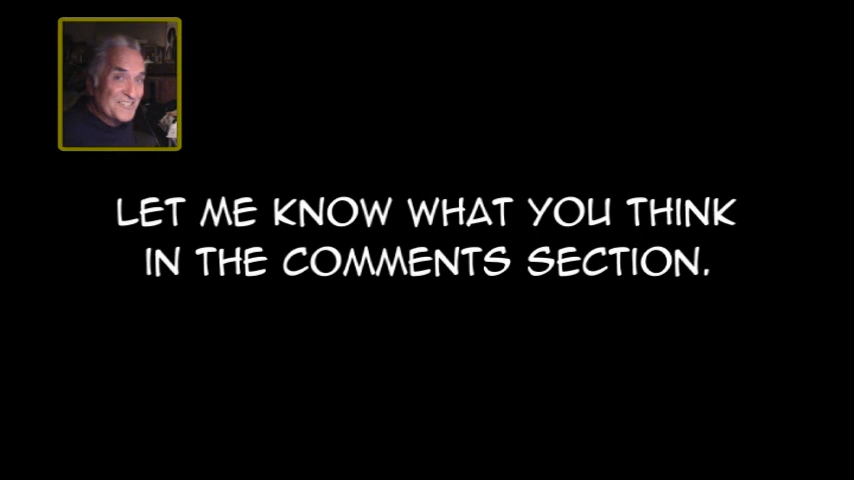 LET ME KNOW WHAT YOU THINK
IN THE COMMENTS SECTION.